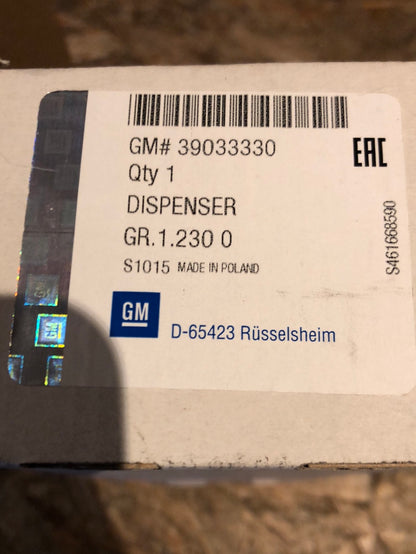 GM# 39033330
EAC
Qty 1
DISPENSER
GR.1.230 0
S1015 MADE IN POLAND
S461668590
GM
D-65423 Rüsselsheim